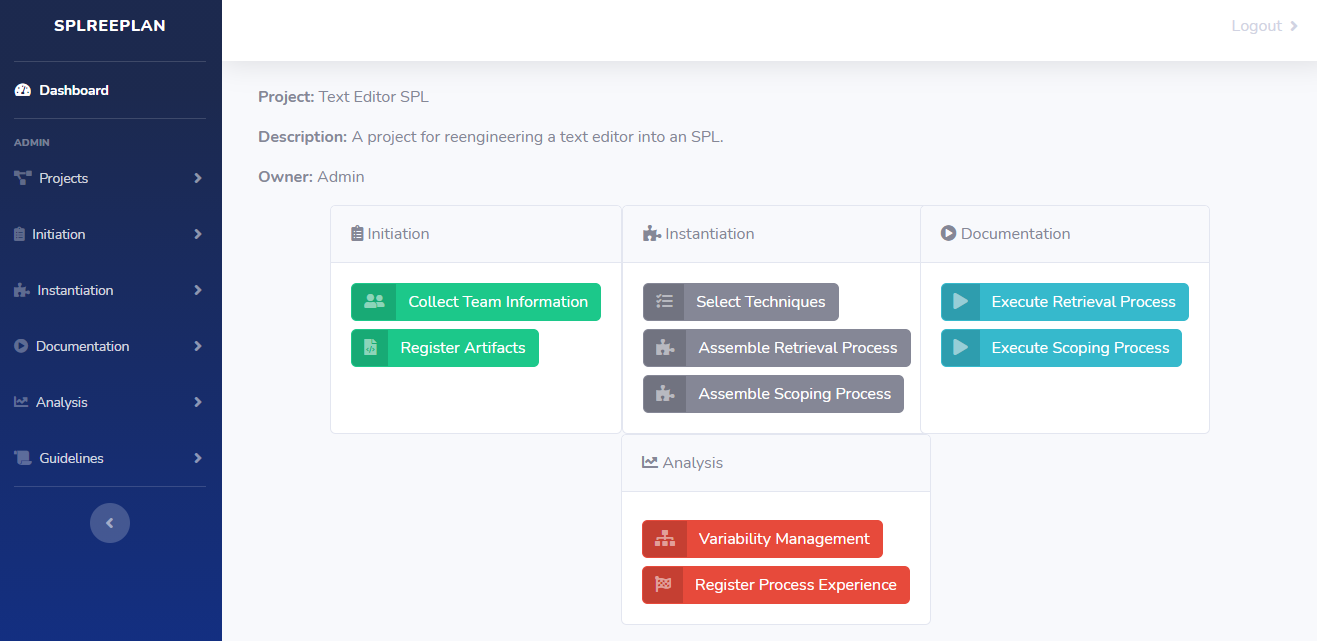 SPLREEPLAN
Logout
Dashboard
ADMIN
Projects
Initiation
Instantiation
Documentation
Analysis
Guidelines
Project: Text Editor SPL
Description: A project for reengineering a text editor into an SPL.
Owner: Admin
Initiation
Collect Team Information
Register Artifacts
Instantiation
Select Techniques
Assemble Retrieval Process
Assemble Scoping Process
Documentation
Execute Retrieval Process
Execute Scoping Process
Analysis
Variability Management
Register Process Experience